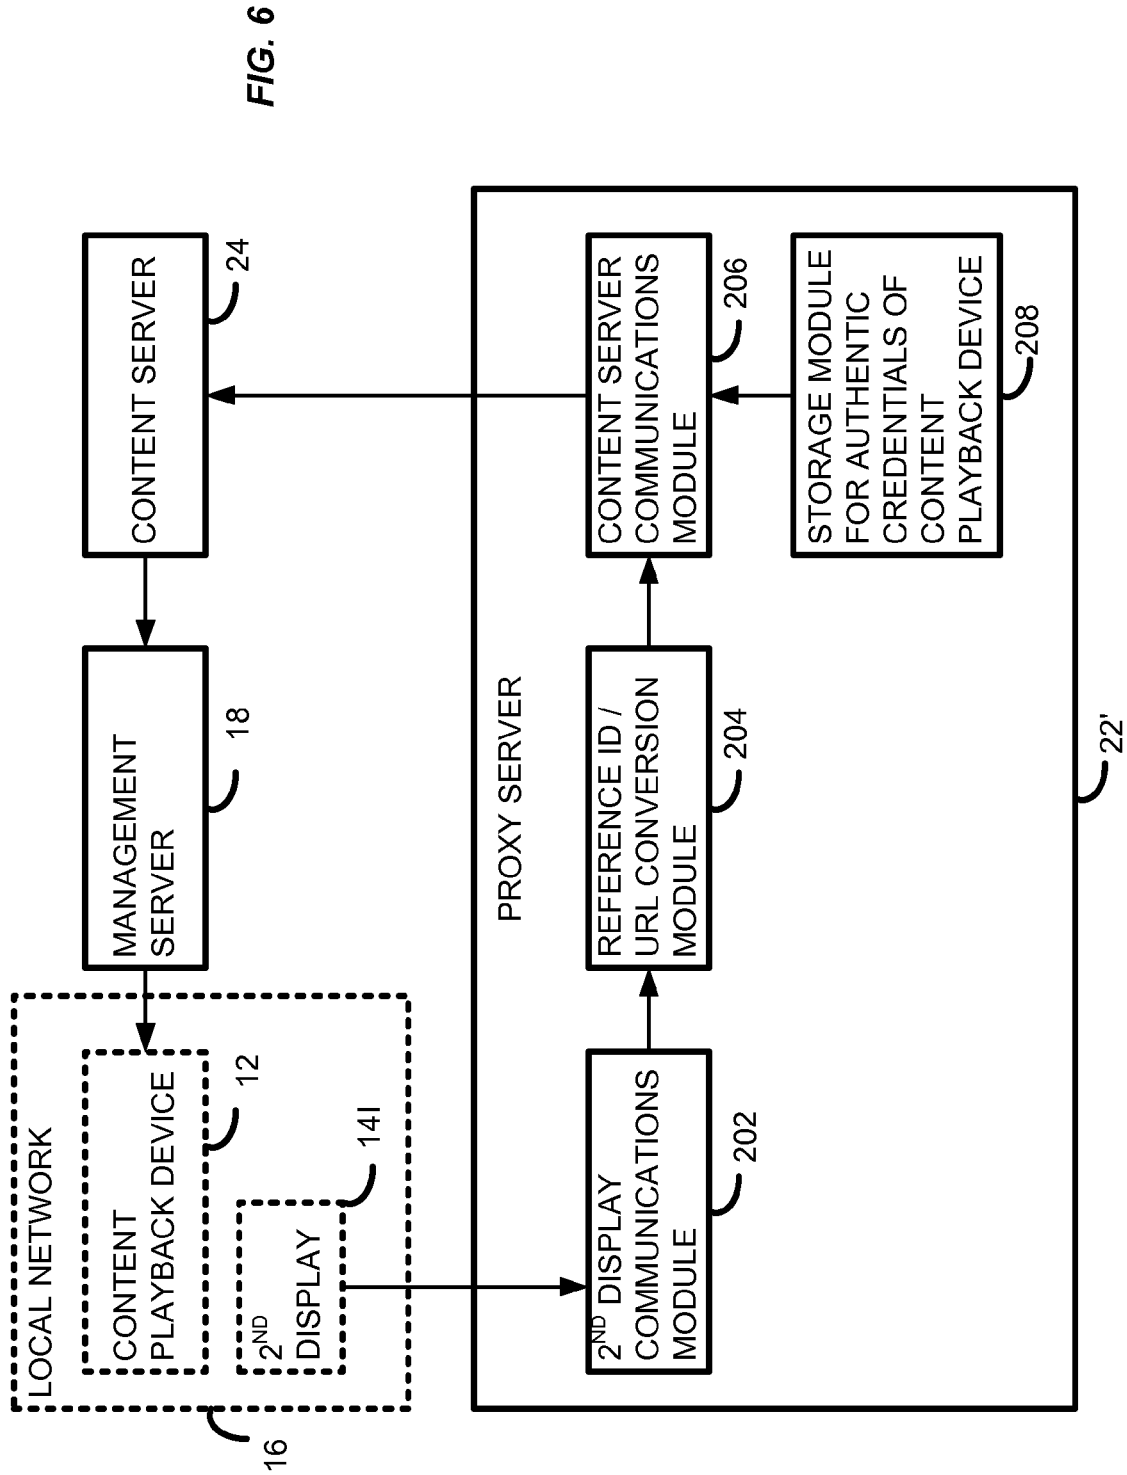 LOCAL NETWORK
CONTENT
PLAYBACK DEVICE
12
2ND
DISPLAY
14I
16
MANAGEMENT
SERVER
18
CONTENT SERVER
24
PROXY SERVER
2ND DISPLAY
COMMUNICATIONS
MODULE
202
REFERENCE ID /
URL CONVERSION
MODULE
204
CONTENT SERVER
COMMUNICATIONS
MODULE
206
STORAGE MODULE
FOR AUTHENTIC
CREDENTIALS OF
CONTENT
PLAYBACK DEVICE
208
22'
FIG. 6